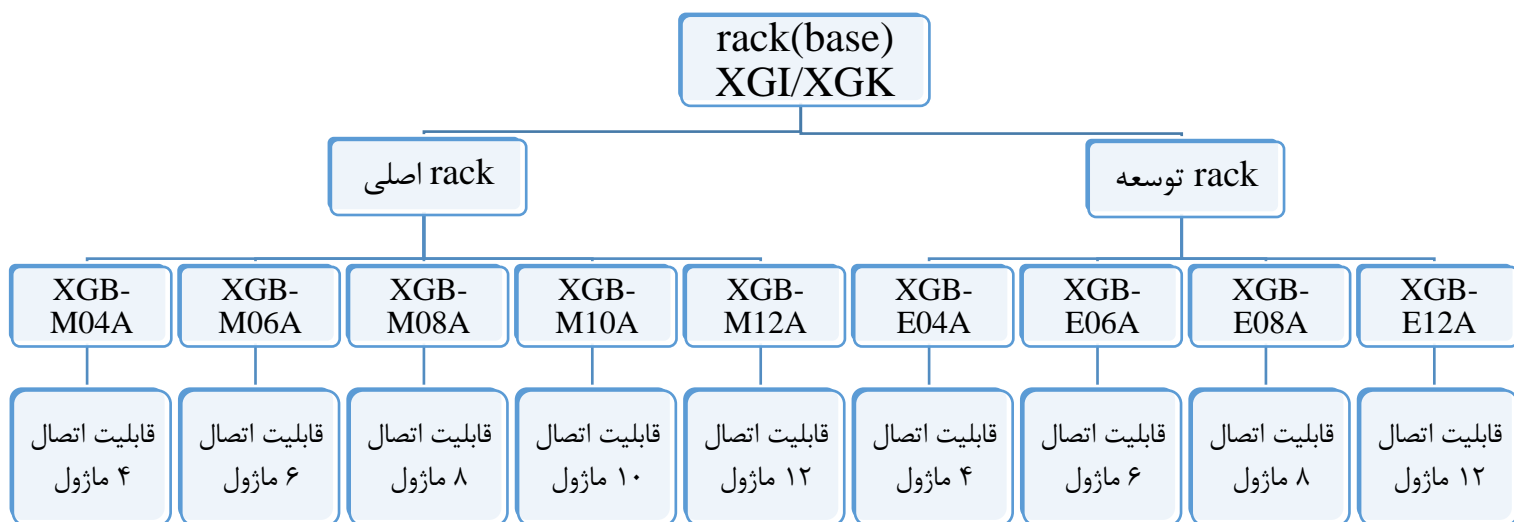 rack(base)
XGI/XGK
rack اصلی
rack توسعه
XGB-
M04A
XGB-
M06A
XGB-
M08A
XGB-
M10A
XGB-
M12A
XGB-
E04A
XGB-
E06A
XGB-
E08A
XGB-
E12A
قابلیت اتصال
۴ ماژول
قابلیت اتصال
۶ ماژول
قابلیت اتصال
۸ ماژول
قابلیت اتصال
۱۰ ماژول
قابلیت اتصال
۱۲ ماژول
قابلیت اتصال
۴ ماژول
قابلیت اتصال
۶ ماژول
قابلیت اتصال
۸ ماژول
قابلیت اتصال
۱۲ ماژول